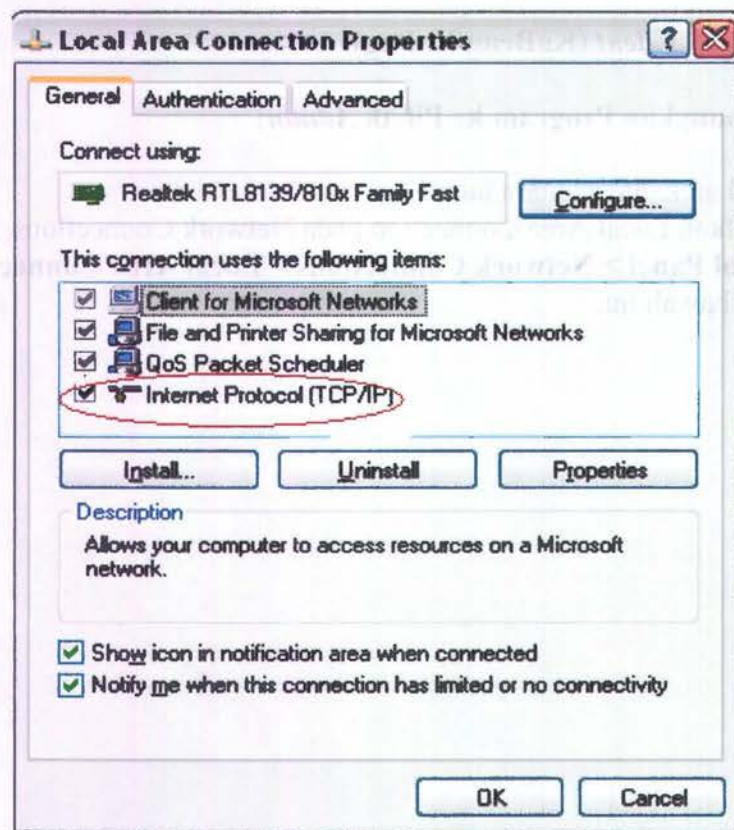 Local Area Connection Properties
General Authentication Advanced
Connect using:
Realtek RTL8139/810x Family Fast
Configure...
This connection uses the following items:
Client for Microsoft Networks
File and Printer Sharing for Microsoft Networks
QoS Packet Scheduler
Internet Protocol (TCP/IP)
Install... Uninstall Properties
Description
Allows your computer to access resources on a Microsoft
network.
Show icon in notification area when connected
Notify me when this connection has limited or no connectivity
OK Cancel